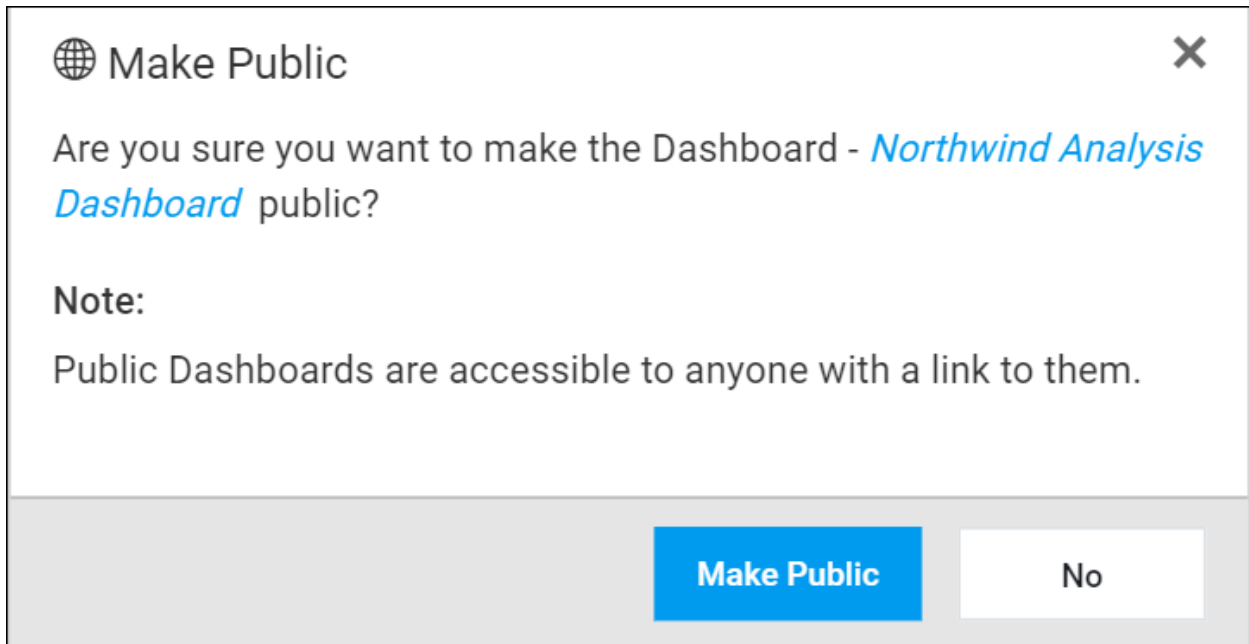 Make Public
Are you sure you want to make the Dashboard - Northwind Analysis
Dashboard public?
Note:
Public Dashboards are accessible to anyone with a link to them.
Make Public
No